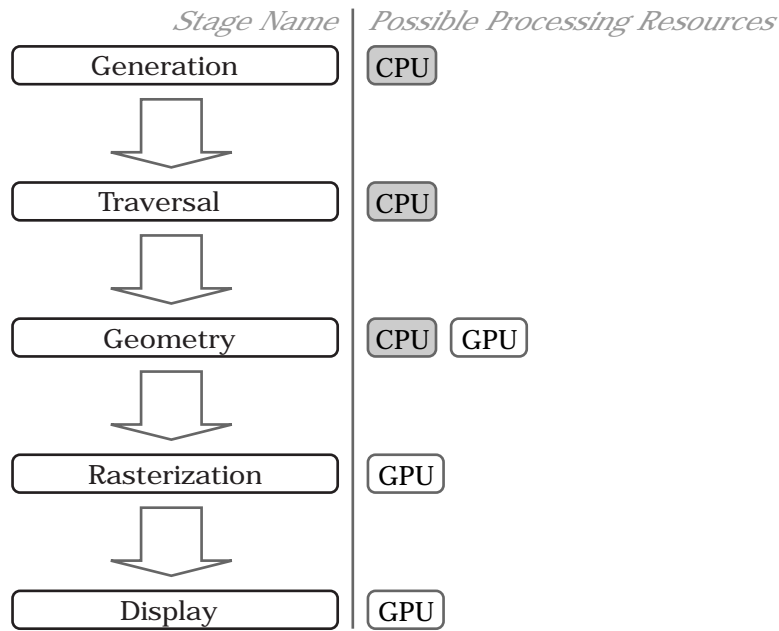 Stage Name Possible Processing Resources
Generation CPU
Traversal CPU
Geometry CPU GPU
Rasterization GPU
Display GPU